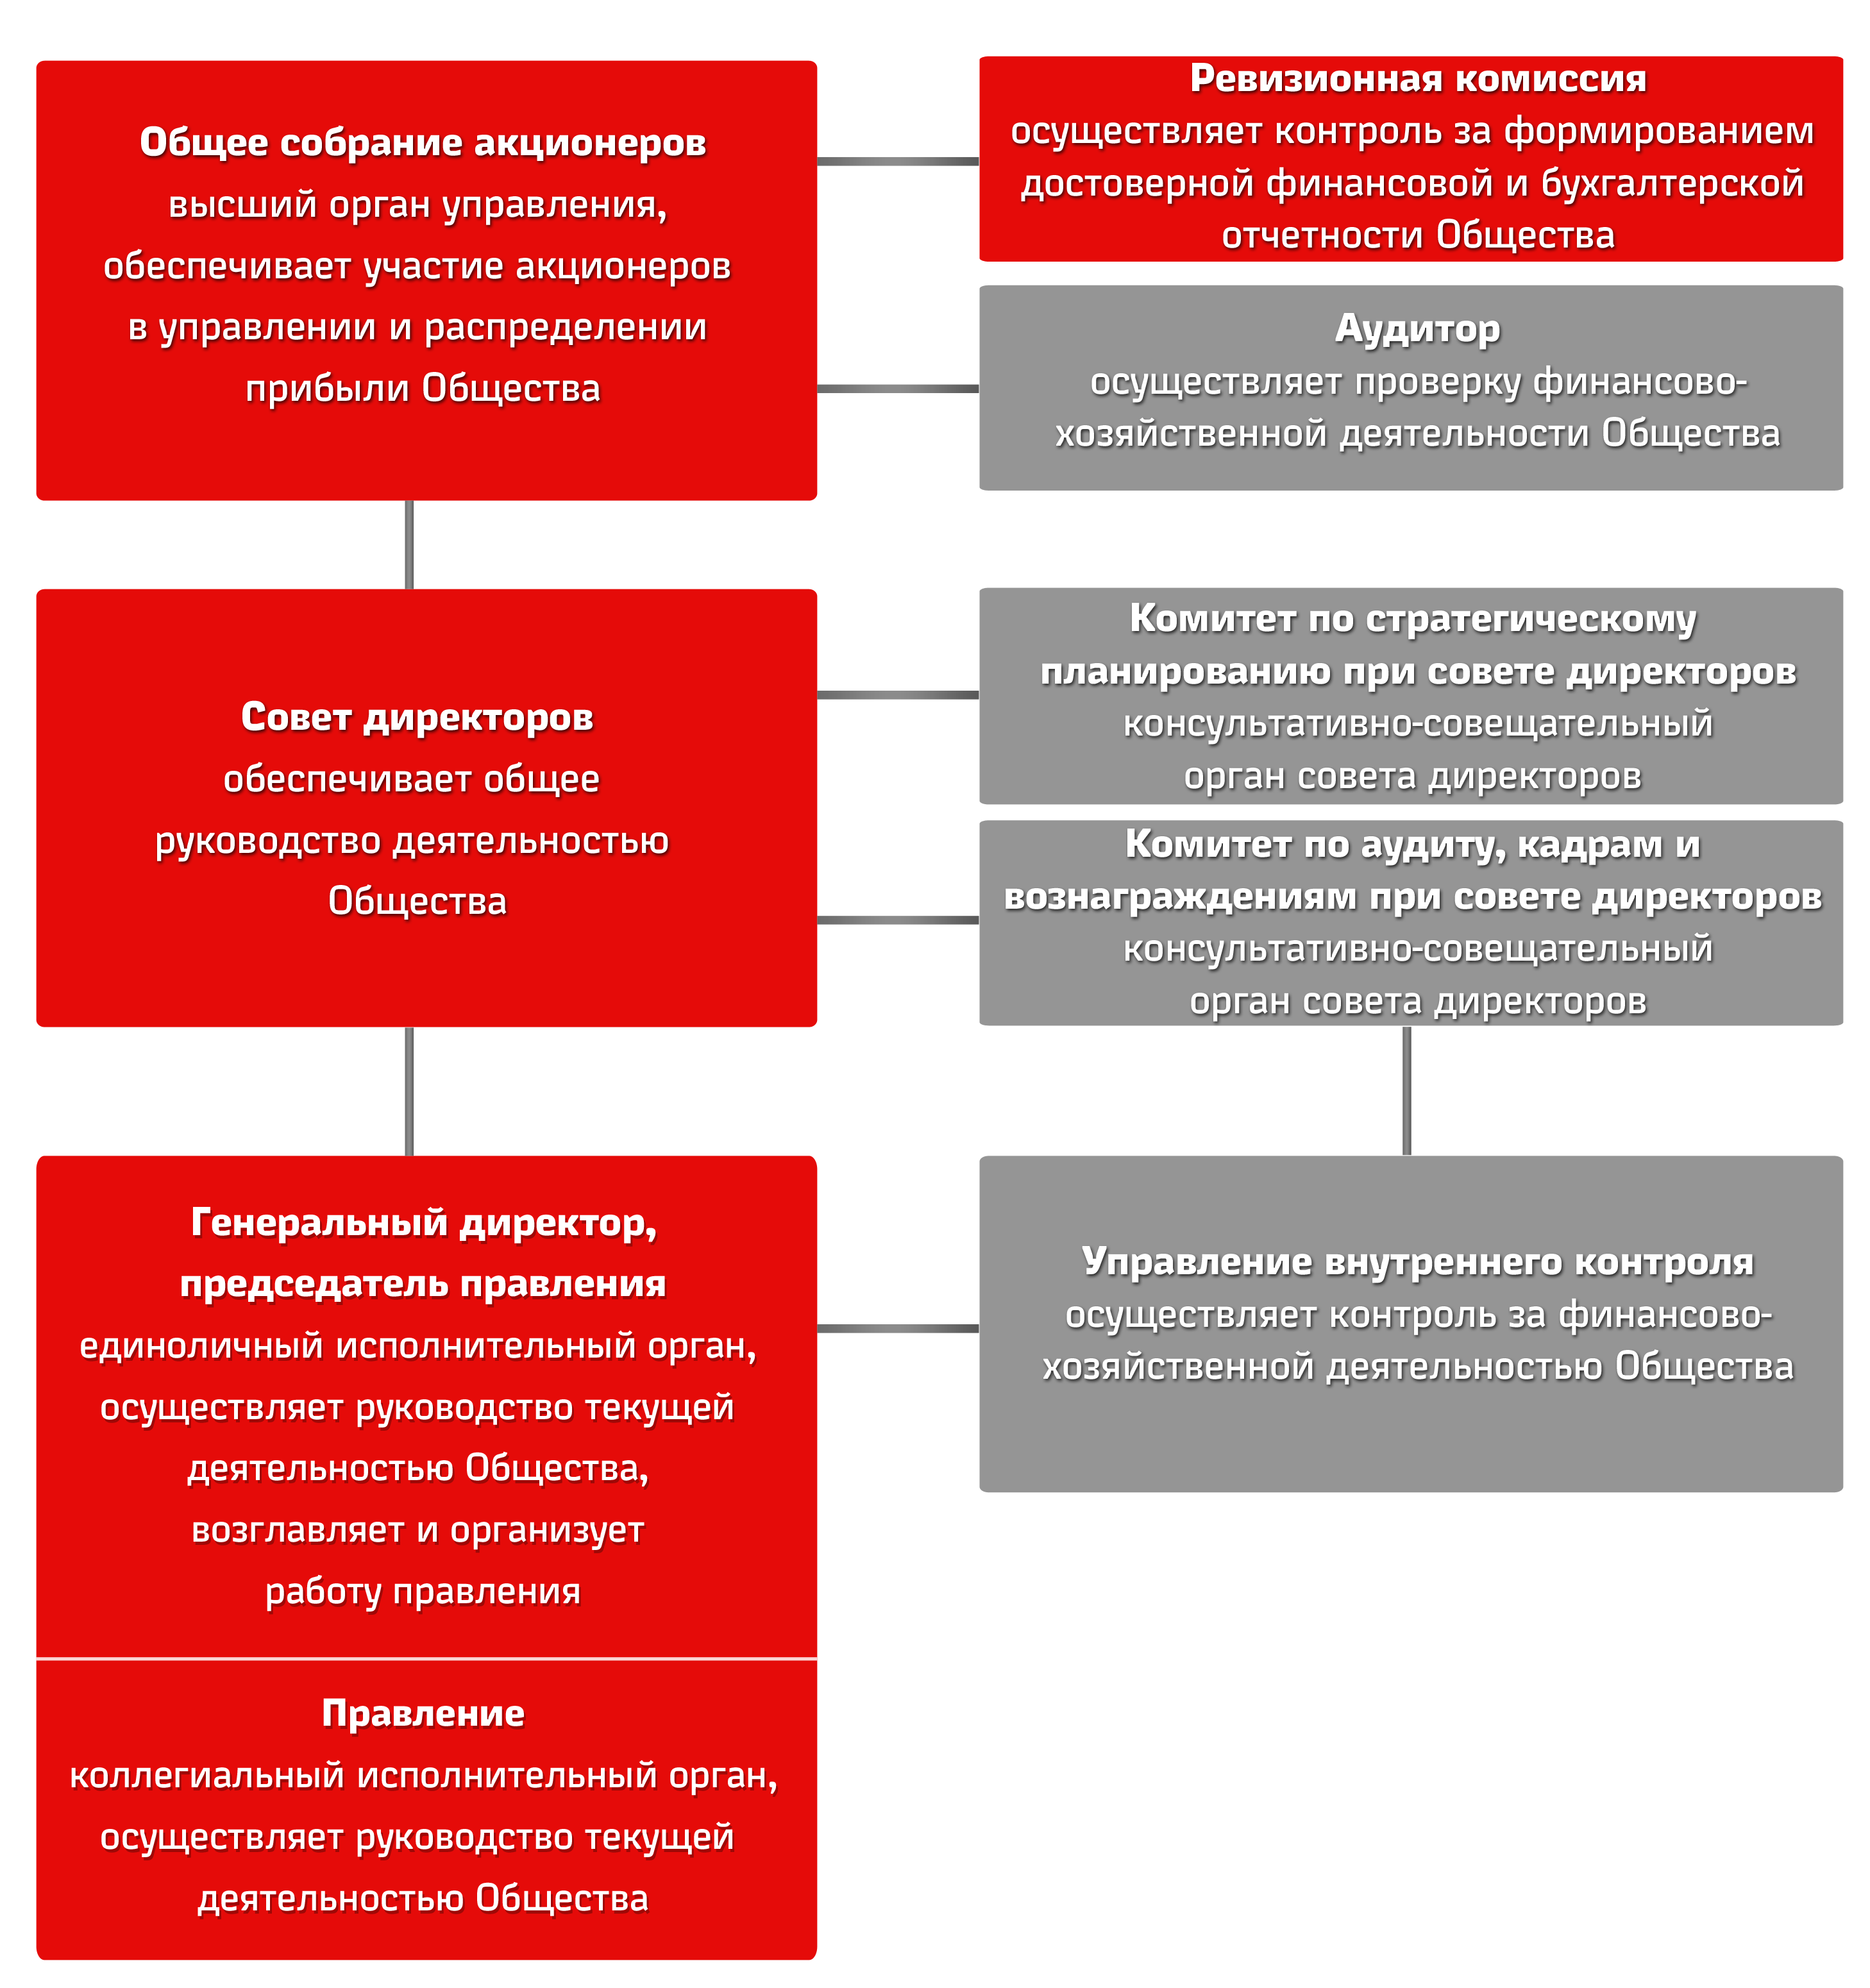 Общее собрание акционеров
высший орган управления,
обеспечивает участие акционеров
в управлении и распределении
прибыли Общества
Ревизионная комиссия
осуществляет контроль за формированием
достоверной финансовой и бухгалтерской
отчетности Общества
Аудитор
осуществляет проверку финансово-
хозяйственной деятельности Общества
Совет директоров
обеспечивает общее
руководство деятельностью
Общества
Комитет по стратегическому
планированию при совете директоров
консультативно-совещательный
орган совета директоров
Комитет по аудиту, кадрам и
вознаграждениям при совете директоров
консультативно-совещательный
орган совета директоров
Генеральный директор,
председатель правления
единоличный исполнительный орган,
осуществляет руководство текущей
деятельностью Общества,
возглавляет и организует
работу правления
Управление внутреннего контроля
осуществляет контроль за финансово-
хозяйственной деятельностью Общества
Правление
коллегиальный исполнительный орган,
осуществляет руководство текущей
деятельностью Общества